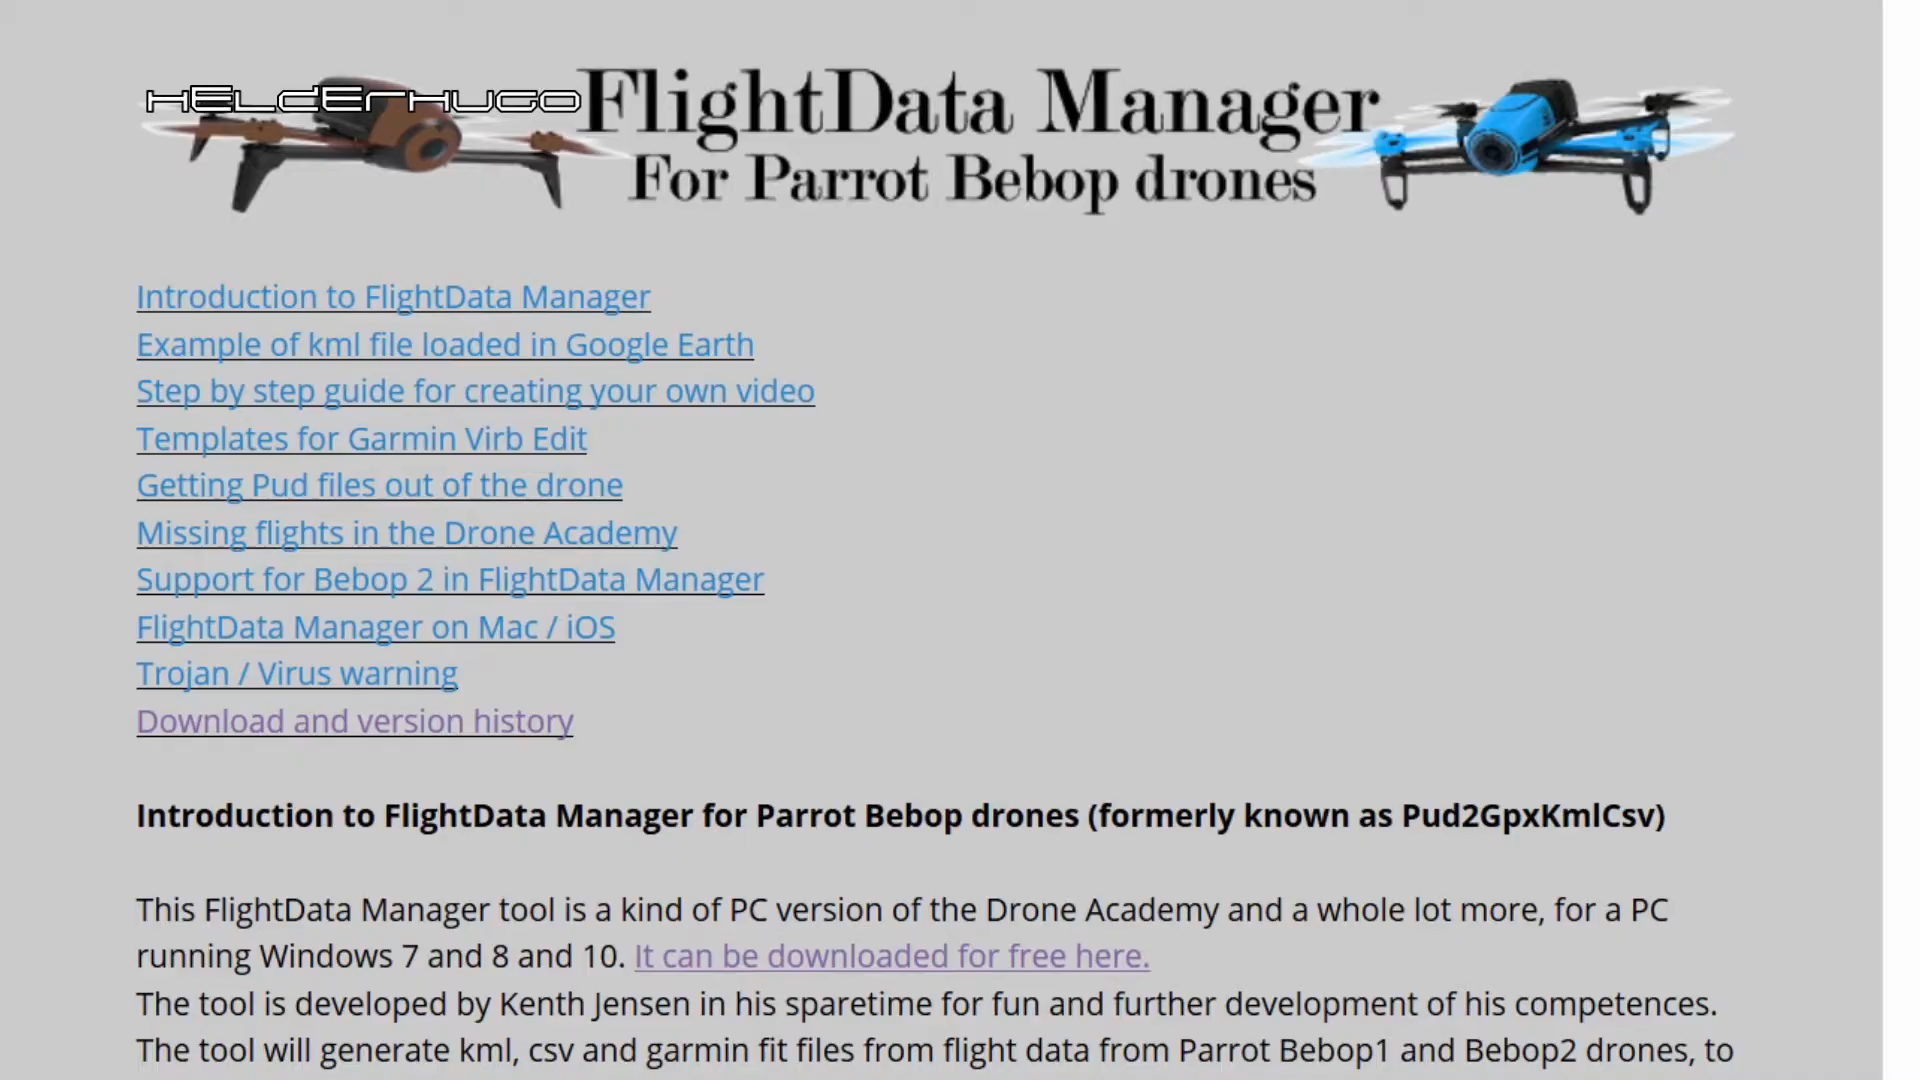 HELDERHUGO
FlightData Manager
For Parrot Bebop drones
Introduction to FlightData Manager
Example of kml file loaded in Google Earth
Step by step guide for creating your own video
Templates for Garmin Virb Edit
Getting Pud files out of the drone
Missing flights in the Drone Academy
Support for Bebop 2 in FlightData Manager
FlightData Manager on Mac / iOS
Trojan / Virus warning
Download and version history
Introduction to FlightData Manager for Parrot Bebop drones (formerly known as Pud2GpxKmlCsv)
This FlightData Manager tool is a kind of PC version of the Drone Academy and a whole lot more, for a PC
running Windows 7 and 8 and 10. It can be downloaded for free here.
The tool is developed by Kenth Jensen in his sparetime for fun and further development of his competences.
The tool will generate kml, csv and garmin fit files from flight data from Parrot Bebop1 and Bebop2 drones, to